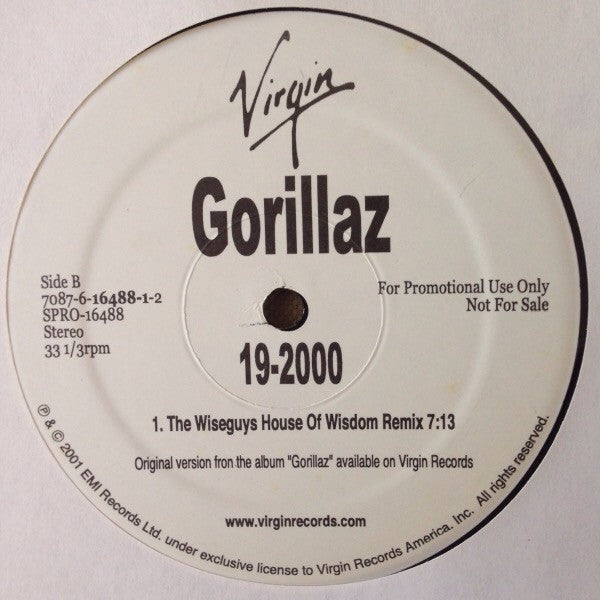 Virgin
Gorillaz
Side B
7087-6-16488-1-2
SPRO-16488
Stereo
33 1/3rpm
For Promotional Use Only
Not For Sale
19-2000
1. The Wiseguys House Of Wisdom Remix 7:13
Original version fron the album "Gorillaz" available on Virgin Records
www.virginrecords.com
℗ & © 2001 EMI Records Ltd. under exclusive license to Virgin Records America. Inc. All rights reserved.